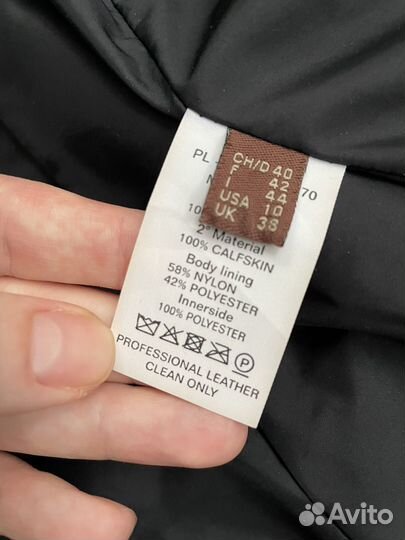 CH/D 40
F 42
I 44
USA 10
UK 38
PL
70
2° Material
100% CALFSKIN
Body lining
58% NYLON
42% POLYESTER
Innerside
100% POLYESTER
P
PROFESSIONAL LEATHER
CLEAN ONLY
Avito